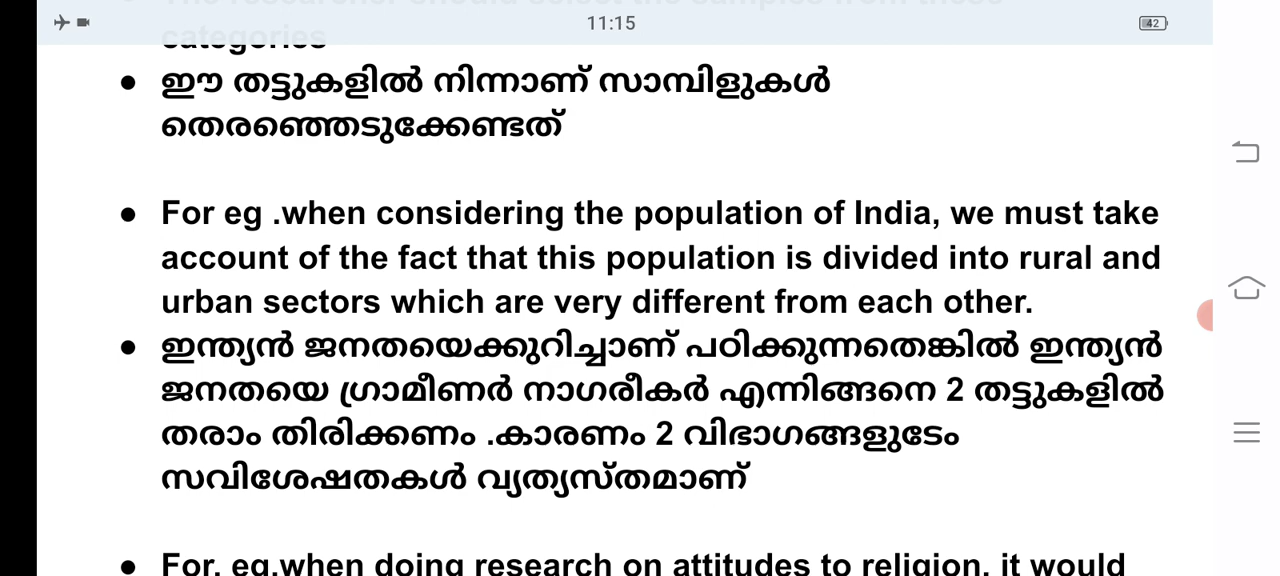 11:15
42
categories
● ഈ തട്ടുകളിൽ നിന്നാണ് സാമ്പിളുകൾ
തെരഞ്ഞെടുക്കേണ്ടത്
● For eg .when considering the population of India, we must take
account of the fact that this population is divided into rural and
urban sectors which are very different from each other.
● ഇന്ത്യൻ ജനതയെക്കുറിച്ചാണ് പഠിക്കുന്നതെങ്കിൽ ഇന്ത്യൻ
ജനതയെ ഗ്രാമീണർ നാഗരീകർ എന്നിങ്ങനെ 2 തട്ടുകളിൽ
തരാം തിരിക്കണം .കാരണം 2 വിഭാഗങ്ങളുടേം
സവിശേഷതകൾ വ്യത്യസ്തമാണ്
● For. eg.when doing research on attitudes to religion, it would